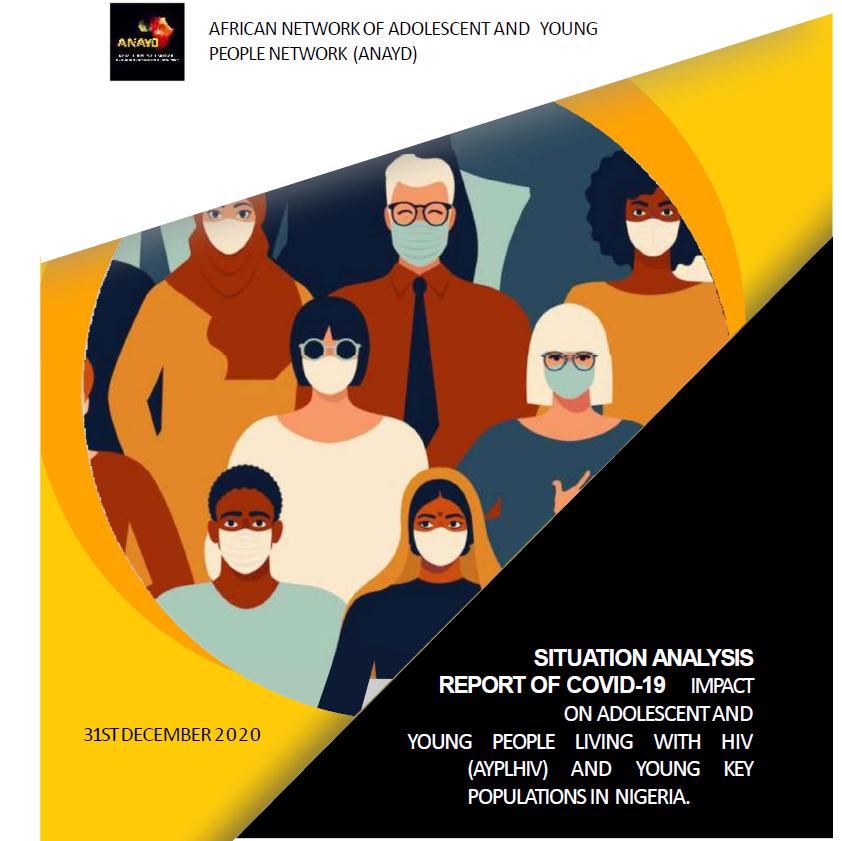 ANAYD
AFRICAN NETWORK OF ADOLESCENT AND YOUNG
PEOPLE NETWORK (ANAYD)
SITUATION ANALYSIS
REPORT OF COVID-19 IMPACT
ON ADOLESCENT AND
YOUNG PEOPLE LIVING WITH HIV
(AYPLHIV) AND YOUNG KEY
POPULATIONS IN NIGERIA.
31ST DECEMBER 2020